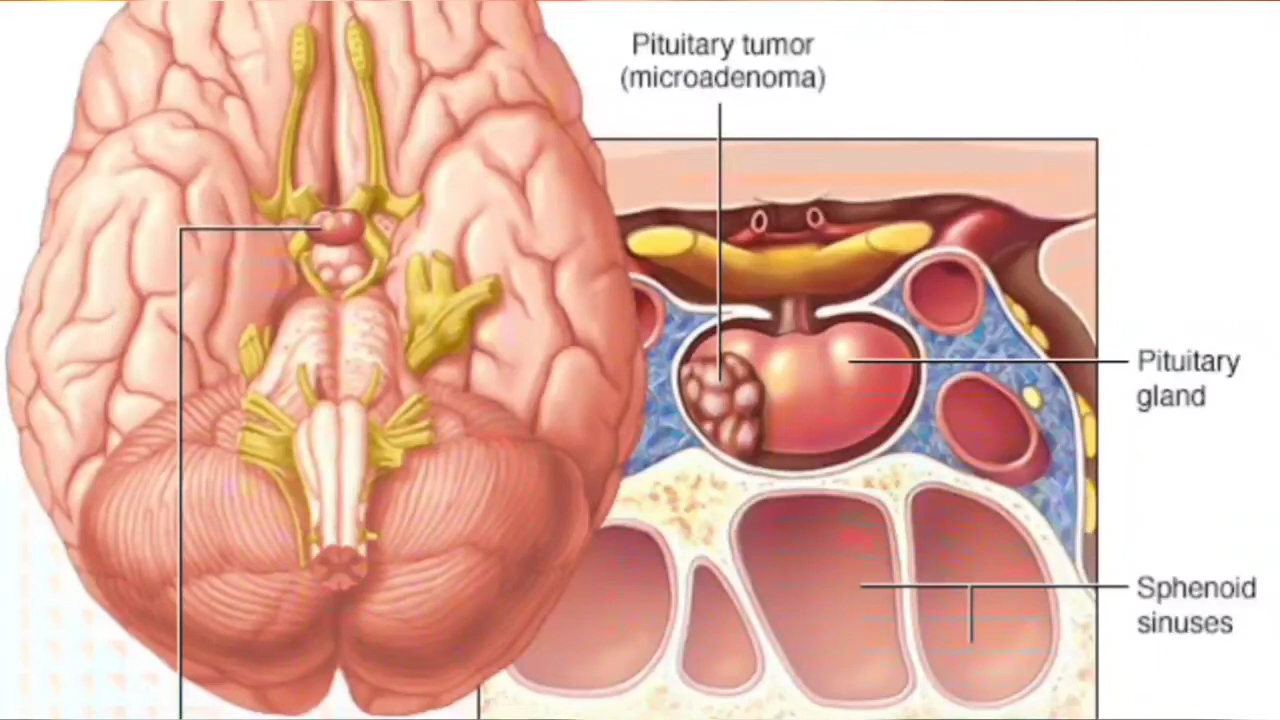 Pituitary tumor
(microadenoma)
Pituitary
gland
Sphenoid
sinuses